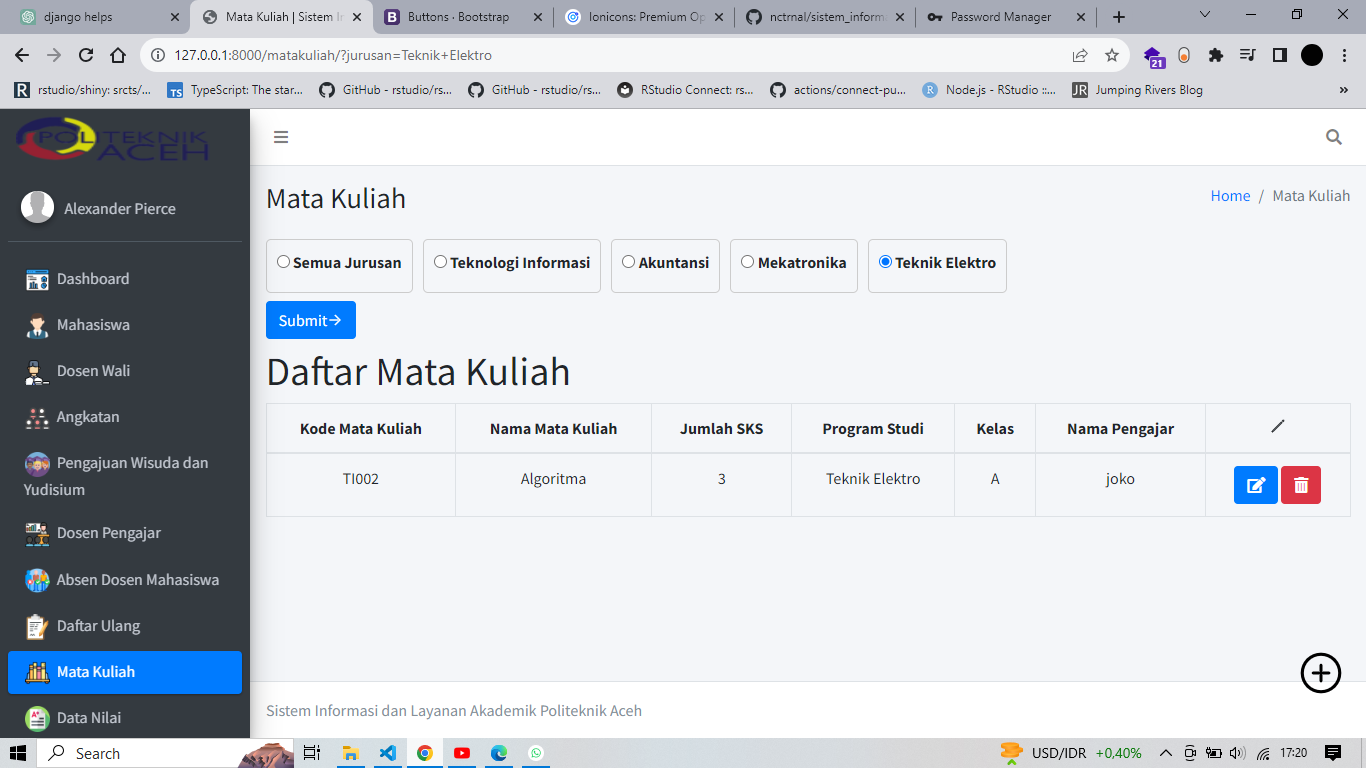 django helps
Mata Kuliah | Sistem In
Buttons · Bootstrap
Ionicons: Premium Op
nctrnal/sistem_inform
Password Manager
127.0.0.1:8000/matakuliah/?jurusan=Teknik+Elektro
21
R rstudio/shiny: srcts/...
TS TypeScript: The star...
GitHub - rstudio/rs...
GitHub - rstudio/rs...
RStudio Connect: rs...
actions/connect-pu...
R Node.js - RStudio ::...
JR Jumping Rivers Blog
»
POLITEKNIK
ACEH
Alexander Pierce
Dashboard
Mahasiswa
Dosen Wali
Angkatan
Pengajuan Wisuda dan
Yudisium
Dosen Pengajar
Absen Dosen Mahasiswa
Daftar Ulang
Mata Kuliah
Data Nilai
Mata Kuliah
Home / Mata Kuliah
Semua Jurusan Teknologi Informasi Akuntansi Mekatronika Teknik Elektro
Submit→
Daftar Mata Kuliah
Kode Mata Kuliah Nama Mata Kuliah Jumlah SKS Program Studi Kelas Nama Pengajar
TI002 Algoritma 3 Teknik Elektro A joko
Sistem Informasi dan Layanan Akademik Politeknik Aceh
Search
USD/IDR +0,40%
17:20